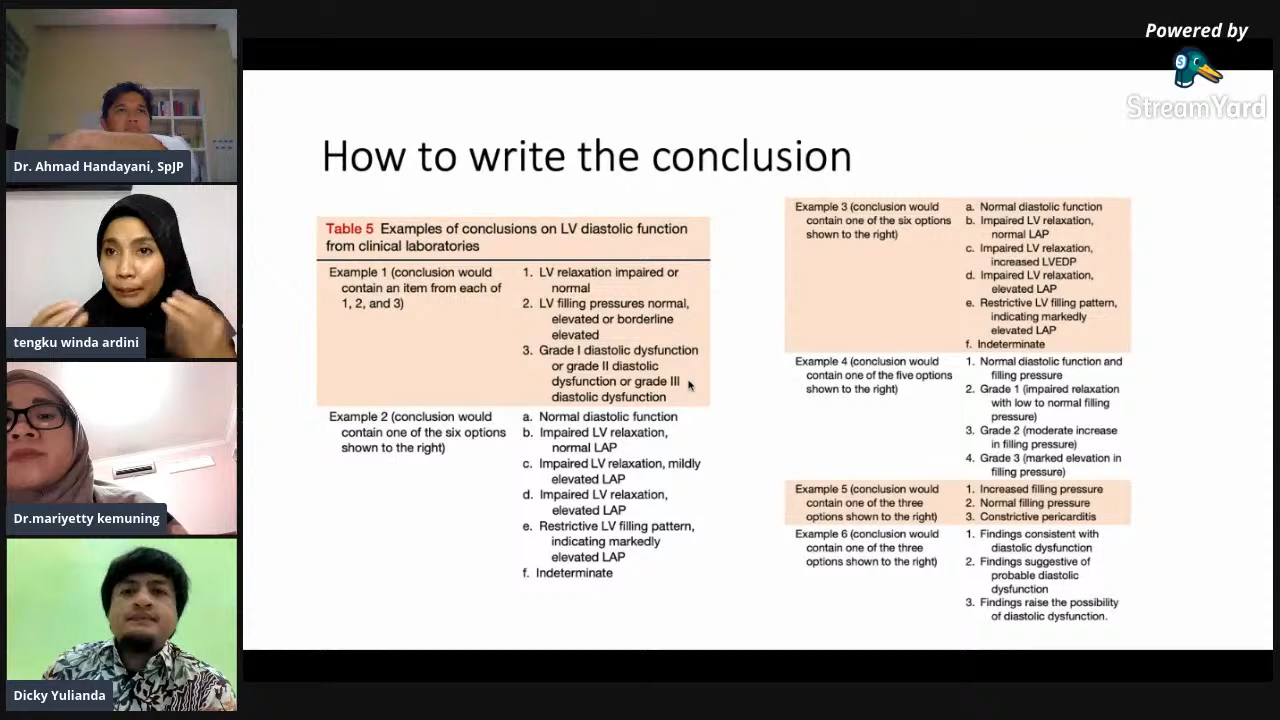 Powered by
StreamYard
Dr. Ahmad Handayani, SpJP
tengku winda ardini
Dr.mariyetty kemuning
Dicky Yulianda
How to write the conclusion
Table 5 Examples of conclusions on LV diastolic function
from clinical laboratories
Example 1 (conclusion would
contain an item from each of
1, 2, and 3)
1. LV relaxation impaired or
normal
2. LV filling pressures normal,
elevated or borderline
elevated
3. Grade I diastolic dysfunction
or grade II diastolic
dysfunction or grade III
diastolic dysfunction
Example 2 (conclusion would
contain one of the six options
shown to the right)
a. Normal diastolic function
b. Impaired LV relaxation,
normal LAP
c. Impaired LV relaxation, mildly
elevated LAP
d. Impaired LV relaxation,
elevated LAP
e. Restrictive LV filling pattern,
indicating markedly
elevated LAP
f. Indeterminate
Example 3 (conclusion would
contain one of the six options
shown to the right)
a. Normal diastolic function
b. Impaired LV relaxation,
normal LAP
c. Impaired LV relaxation,
increased LVEDP
d. Impaired LV relaxation,
elevated LAP
e. Restrictive LV filling pattern,
indicating markedly
elevated LAP
f. Indeterminate
Example 4 (conclusion would
contain one of the five options
shown to the right)
1. Normal diastolic function and
filling pressure
2. Grade 1 (impaired relaxation
with low to normal filling
pressure)
3. Grade 2 (moderate increase
in filling pressure)
4. Grade 3 (marked elevation in
filling pressure)
Example 5 (conclusion would
contain one of the three
options shown to the right)
1. Increased filling pressure
2. Normal filling pressure
3. Constrictive pericarditis
Example 6 (conclusion would
contain one of the three
options shown to the right)
1. Findings consistent with
diastolic dysfunction
2. Findings suggestive of
probable diastolic
dysfunction
3. Findings raise the possibility
of diastolic dysfunction.